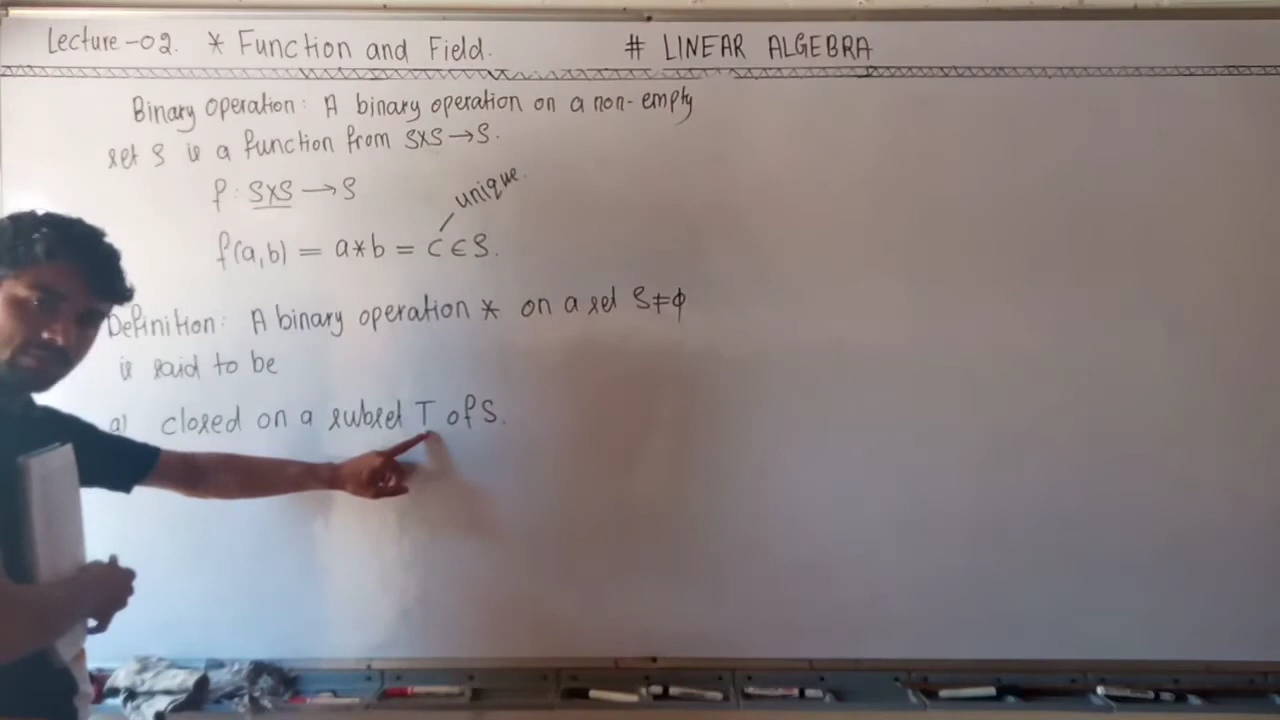 Lecture-02. * Function and Field. # LINEAR ALGEBRA
Binary Operation: A binary operation on a non-empty
set S is a function from S×S→S.
f: S×S → S
unique.
f(a,b) = a*b = c ∈ S.
Definition: A binary operation * on a set S≠ϕ
is said to be
a) closed on a subset T of S.